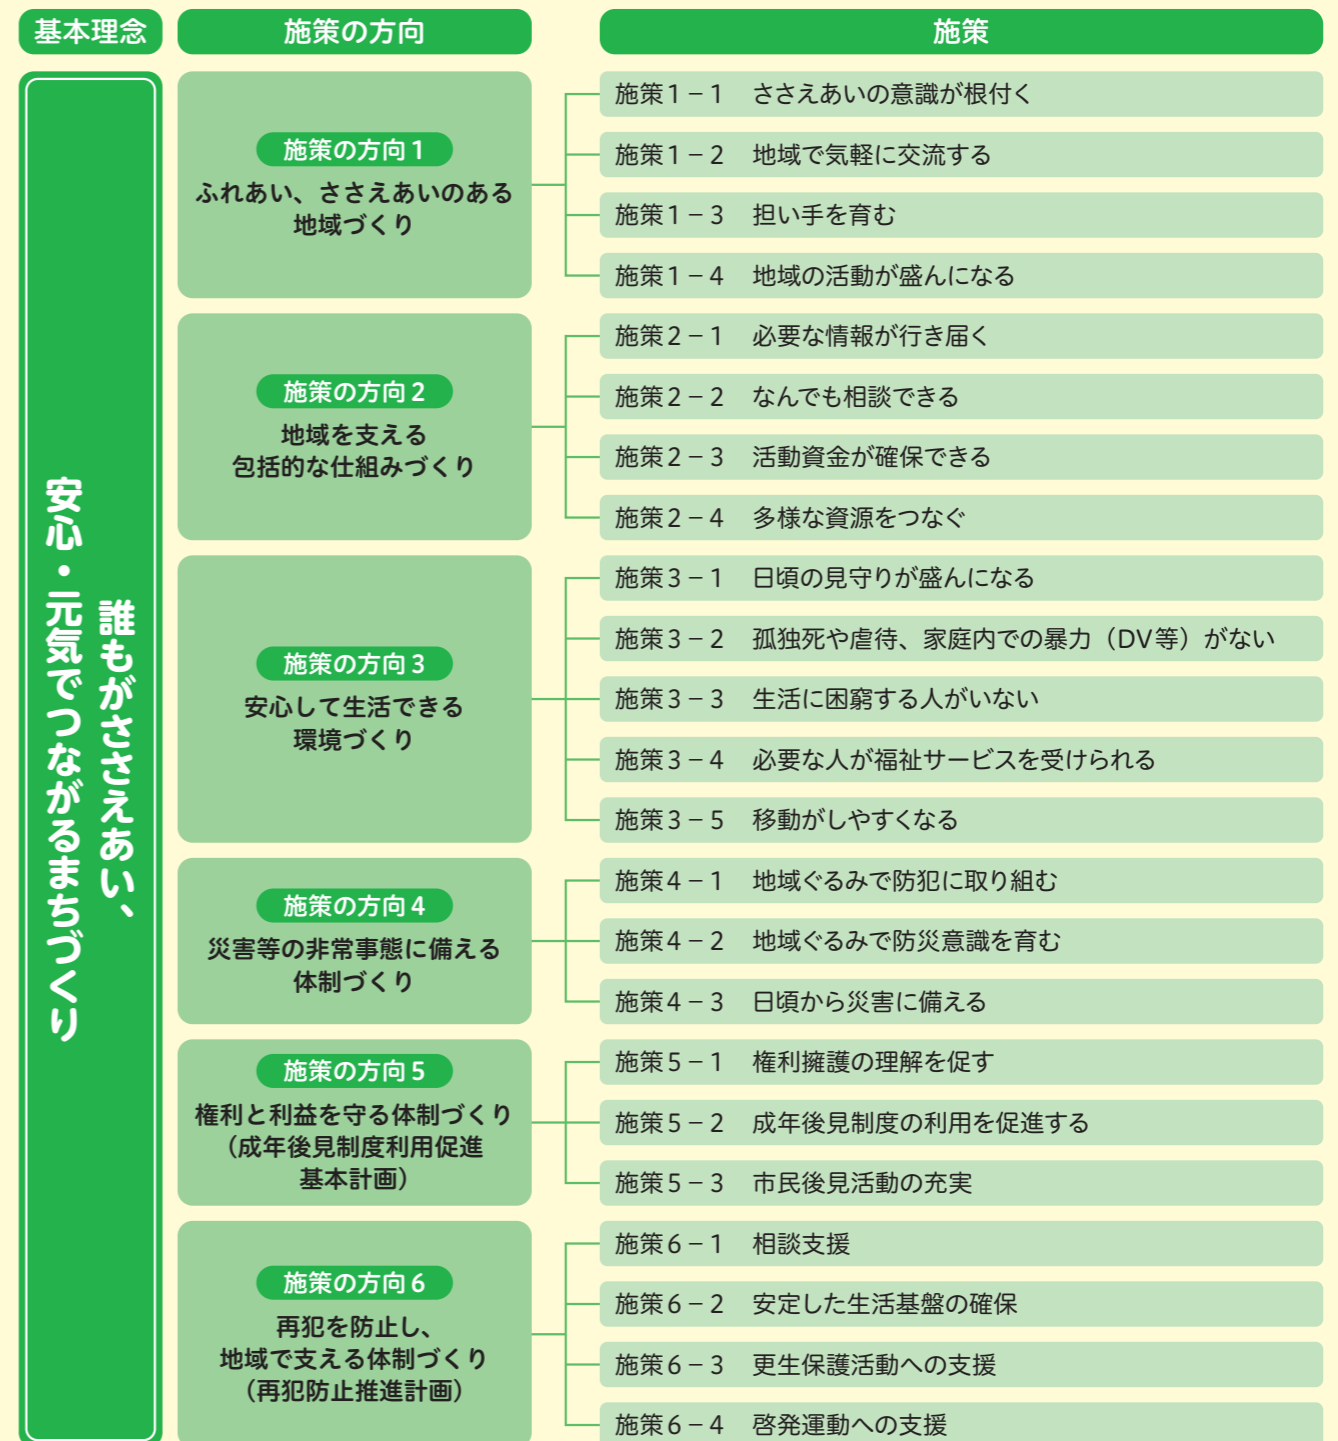 基本理念
施策の方向
施策
誰もがささえあい、
安心・元気でつながるまちづくり
施策の方向1
ふれあい、ささえあいのある
地域づくり
施策1－1　ささえあいの意識が根付く
施策1－2　地域で気軽に交流する
施策1－3　担い手を育む
施策1－4　地域の活動が盛んになる
施策の方向2
地域を支える
包括的な仕組みづくり
施策2－1　必要な情報が行き届く
施策2－2　なんでも相談できる
施策2－3　活動資金が確保できる
施策2－4　多様な資源をつなぐ
施策の方向3
安心して生活できる
環境づくり
施策3－1　日頃の見守りが盛んになる
施策3－2　孤独死や虐待、家庭内での暴力（DV等）がない
施策3－3　生活に困窮する人がいない
施策3－4　必要な人が福祉サービスを受けられる
施策3－5　移動がしやすくなる
施策の方向4
災害等の非常事態に備える
体制づくり
施策4－1　地域ぐるみで防犯に取り組む
施策4－2　地域ぐるみで防災意識を育む
施策4－3　日頃から災害に備える
施策の方向5
権利と利益を守る体制づくり
（成年後見制度利用促進
基本計画）
施策5－1　権利擁護の理解を促す
施策5－2　成年後見制度の利用を促進する
施策5－3　市民後見活動の充実
施策の方向6
再犯を防止し、
地域で支える体制づくり
（再犯防止推進計画）
施策6－1　相談支援
施策6－2　安定した生活基盤の確保
施策6－3　更生保護活動への支援
施策6－4　啓発運動への支援